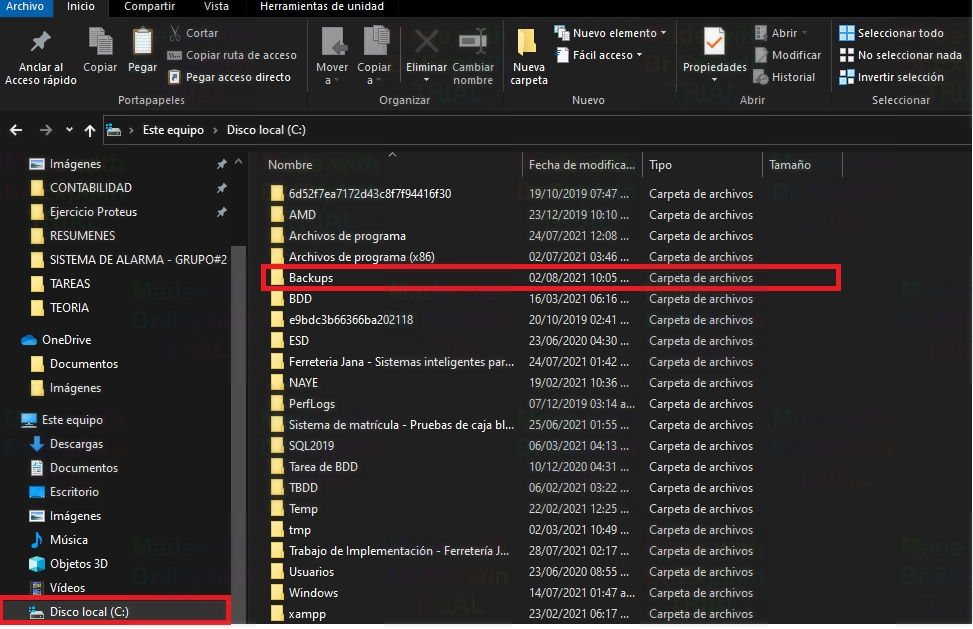 Archivo Inicio Compartir Vista Herramientas de unidad
Anclar al Acceso rápido
Copiar
Pegar
Cortar
Copiar ruta de acceso
Pegar acceso directo
Portapapeles
Mover a
Copiar a
Eliminar
Cambiar nombre
Organizar
Nueva carpeta
Nuevo elemento
Fácil acceso
Nuevo
Propiedades
Abrir
Modificar
Historial
Abrir
Seleccionar todo
No selección nada
Invertir selección
Seleccionar
Este equipo > Disco local (C:)
Imágenes
CONTABILIDAD
Ejercicio Proteus
RESUMENES
SISTEMA DE ALARMA - GRUPO#2
TAREAS
TEORIA
OneDrive
Documentos
Imágenes
Este equipo
Descargas
Documentos
Escritorio
Imágenes
Música
Objetos 3D
Vídeos
Disco local (C:)
Nombre Fecha de modifica... Tipo Tamaño
6d52f7ea7172d43c8f7f94416f30 19/10/2019 07:47 ... Carpeta de archivos
AMD 23/12/2019 10:10 ... Carpeta de archivos
Archivos de programa 24/07/2021 12:08 ... Carpeta de archivos
Archivos de programa (x86) 02/07/2021 03:46 ... Carpeta de archivos
Backups 02/08/2021 10:05 ... Carpeta de archivos
BDD 16/03/2021 06:16 ... Carpeta de archivos
e9bdc3b66366ba202118 20/10/2019 02:41 ... Carpeta de archivos
ESD 23/06/2020 04:30 ... Carpeta de archivos
Ferreteria Jana - Sistemas inteligentes par... 24/07/2021 01:42 ... Carpeta de archivos
NAYE 19/02/2021 10:36 ... Carpeta de archivos
PerfLogs 07/12/2019 03:14 a... Carpeta de archivos
Sistema de matrícula - Pruebas de caja bl... 25/06/2021 01:55 ... Carpeta de archivos
SQL2019 06/03/2021 04:13 ... Carpeta de archivos
Tarea de BDD 10/12/2020 04:31 ... Carpeta de archivos
TBDD 06/02/2021 03:22 ... Carpeta de archivos
Temp 22/02/2021 12:25 ... Carpeta de archivos
tmp 02/03/2021 10:49 ... Carpeta de archivos
Trabajo de Implementación - Ferretería J... 28/07/2021 02:17 ... Carpeta de archivos
Usuarios 23/06/2020 08:55 ... Carpeta de archivos
Windows 14/07/2021 01:47 a... Carpeta de archivos
xampp 23/02/2021 06:17 ... Carpeta de archivos